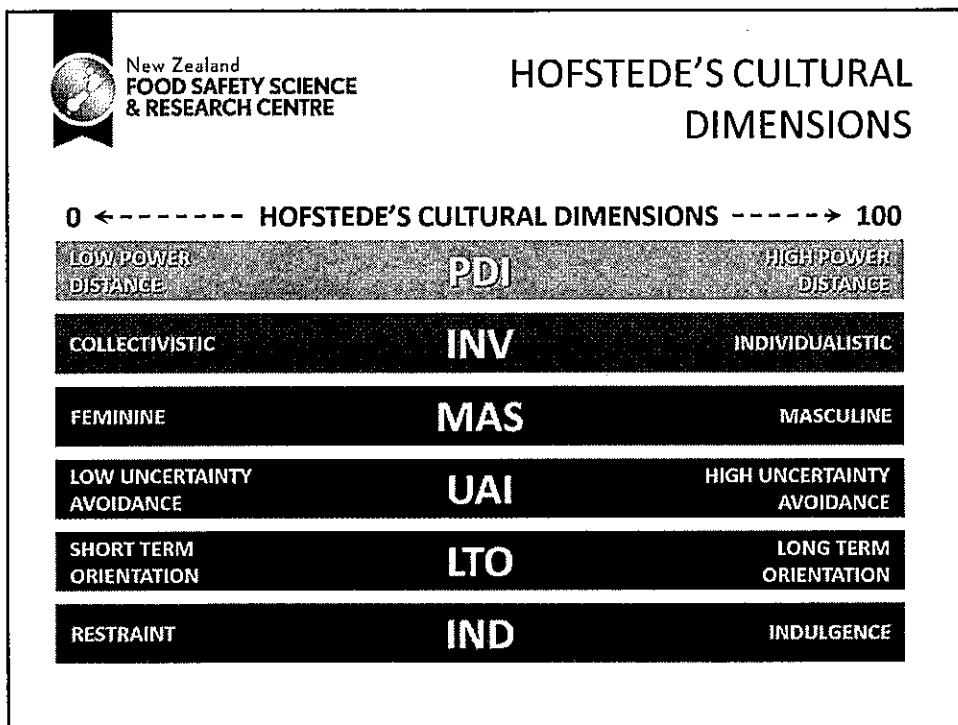 New Zealand
FOOD SAFETY SCIENCE
& RESEARCH CENTRE
HOFSTEDE'S CULTURAL
DIMENSIONS
0 <-------- HOFSTEDE'S CULTURAL DIMENSIONS ------> 100
LOW POWER
DISTANCE
PDI
HIGH POWER
DISTANCE
COLLECTIVISTIC
INV
INDIVIDUALISTIC
FEMININE
MAS
MASCULINE
LOW UNCERTAINTY
AVOIDANCE
UAI
HIGH UNCERTAINTY
AVOIDANCE
SHORT TERM
ORIENTATION
LTO
LONG TERM
ORIENTATION
RESTRAINT
IND
INDULGENCE